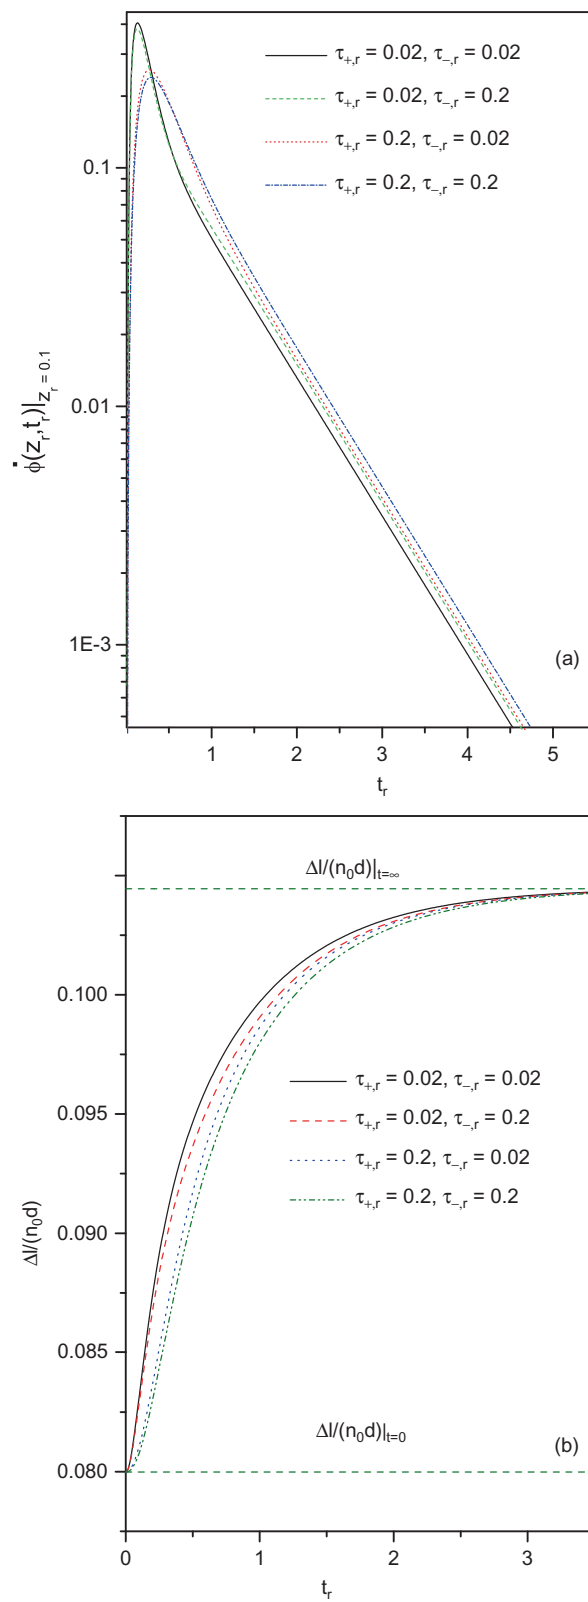 τ+,r = 0.02, τ−,r = 0.02
τ+,r = 0.02, τ−,r = 0.2
τ+,r = 0.2, τ−,r = 0.02
τ+,r = 0.2, τ−,r = 0.2
0.1
0.01
1E-3
ϕ̇(zr,tr)|zr = 0.1
(a)
1 2 3 4 5
tr
Δl/(n0d)|t=∞
0.100
0.095
0.090
0.085
0.080
Δl/(n0d)
τ+,r = 0.02, τ−,r = 0.02
τ+,r = 0.02, τ−,r = 0.2
τ+,r = 0.2, τ−,r = 0.02
τ+,r = 0.2, τ−,r = 0.2
Δl/(n0d)|t=0
(b)
0 1 2 3
tr